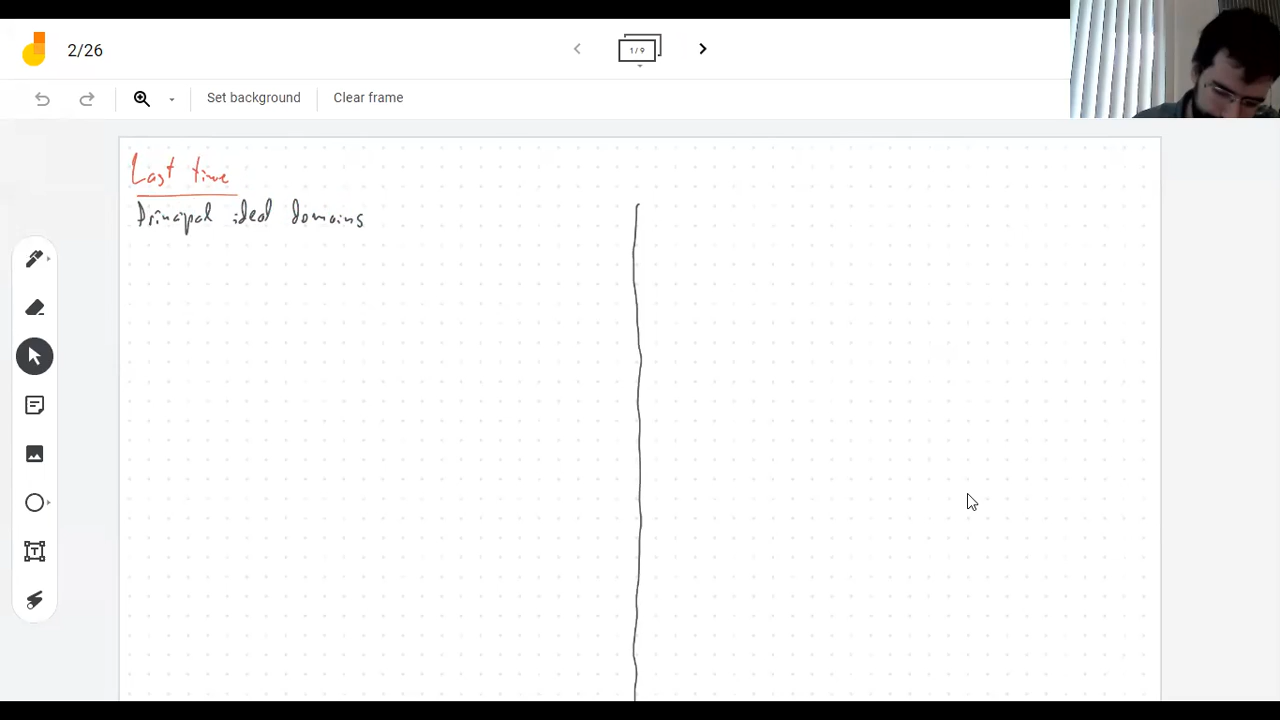 2/26
1/9
Set background
Clear frame
Last time
Principal ideal domains